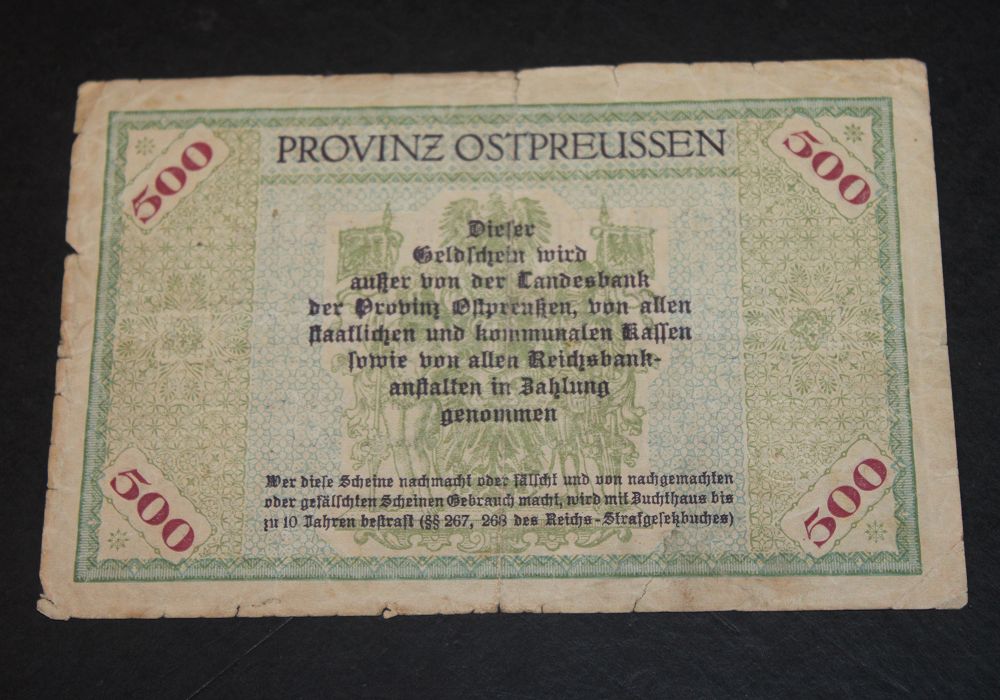 500
PROVINZ OSTPREUSSEN
500
Dieser
Geldschein wird
außer von der Landesbank
der Provinz Ostpreußen, von allen
staatlichen und kommunalen Kassen
sowie von allen Reichsbank-
anstalten in Zahlung
genommen
Wer diese Scheine nachmacht oder fälscht und von nachgemachten
oder gefälschten Scheinen Gebrauch macht, wird mit Zuchthaus bis
zu 10 Jahren bestraft (§§ 267, 268 des Reichs-Strafgesetzbuches)
500
500